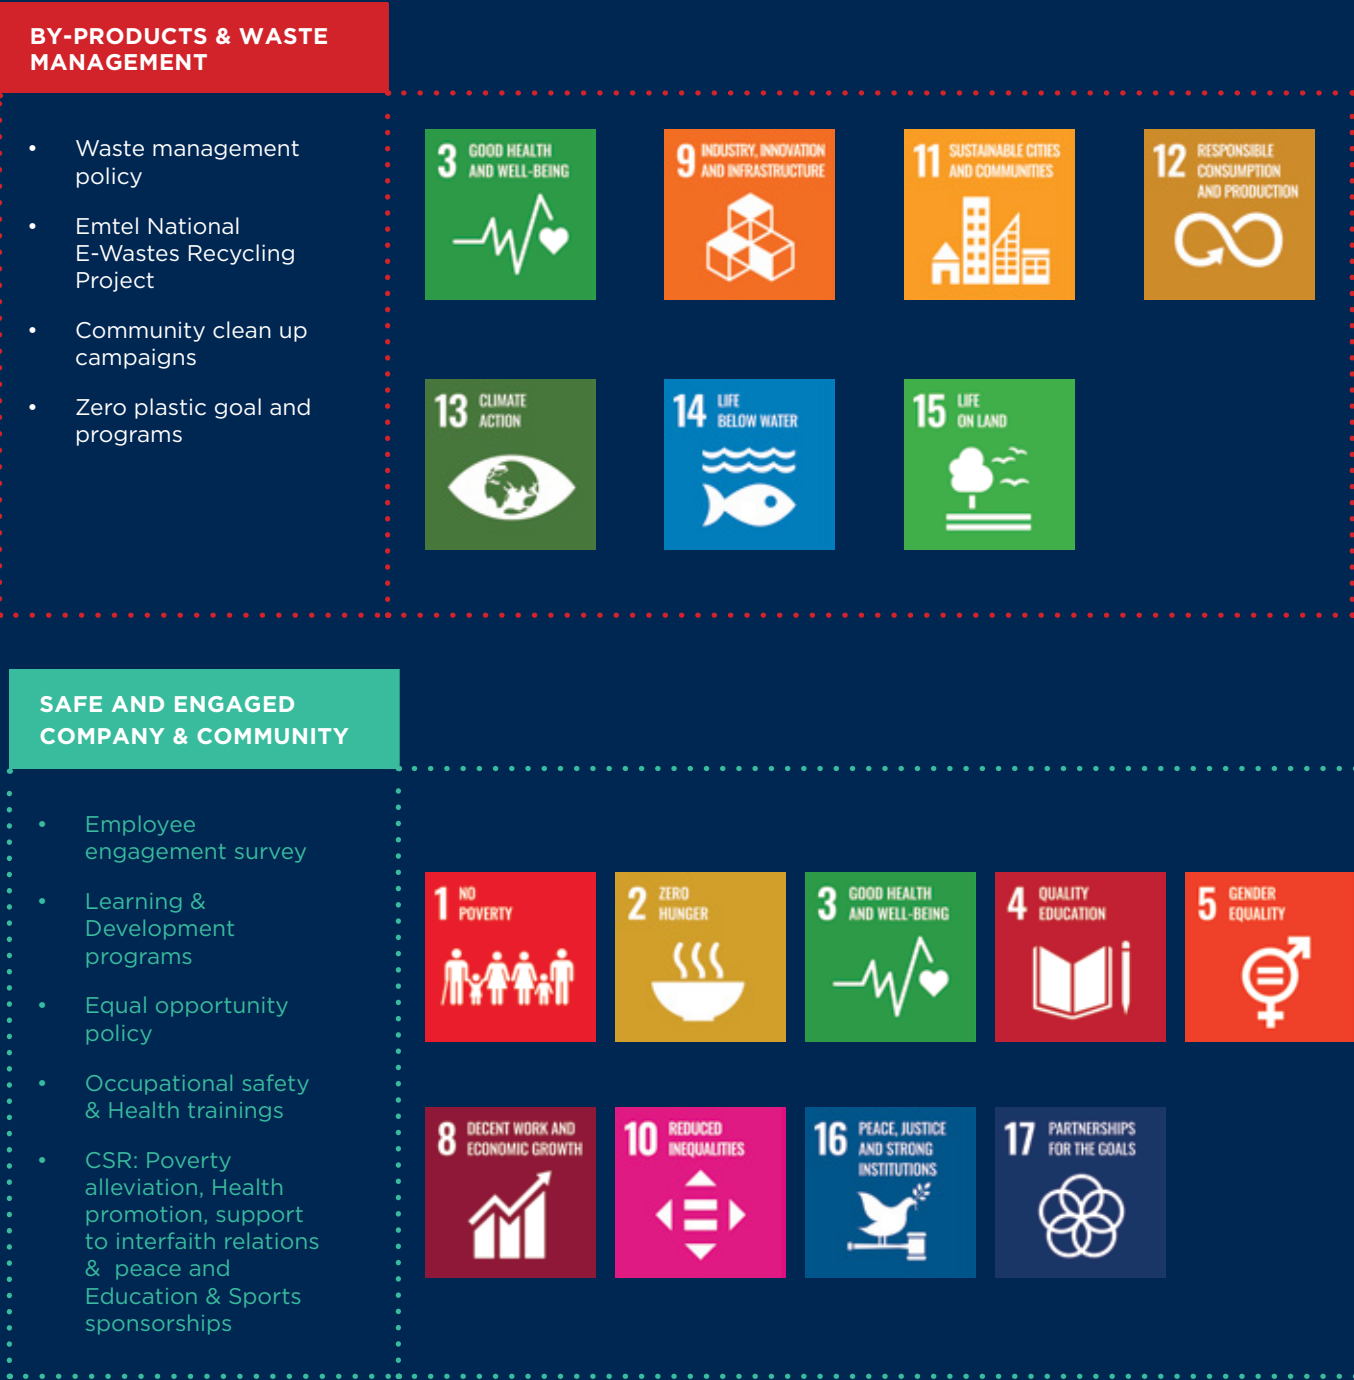 BY-PRODUCTS & WASTE
MANAGEMENT
• Waste management
policy
• Emtel National
E-Wastes Recycling
Project
• Community clean up
campaigns
• Zero plastic goal and
programs
3 GOOD HEALTH
AND WELL-BEING
9 INDUSTRY, INNOVATION
AND INFRASTRUCTURE
11 SUSTAINABLE CITIES
AND COMMUNITIES
12 RESPONSIBLE
CONSUMPTION
AND PRODUCTION
13 CLIMATE
ACTION
14 LIFE
BELOW WATER
15 LIFE
ON LAND
SAFE AND ENGAGED
COMPANY & COMMUNITY
• Employee
engagement survey
• Learning &
Development
programs
• Equal opportunity
policy
• Occupational safety
& Health trainings
• CSR: Poverty
alleviation, Health
promotion, support
to interfaith relations
& peace and
Education & Sports
sponsorships
1 NO
POVERTY
2 ZERO
HUNGER
3 GOOD HEALTH
AND WELL-BEING
4 QUALITY
EDUCATION
5 GENDER
EQUALITY
8 DECENT WORK AND
ECONOMIC GROWTH
10 REDUCED
INEQUALITIES
16 PEACE, JUSTICE
AND STRONG
INSTITUTIONS
17 PARTNERSHIPS
FOR THE GOALS